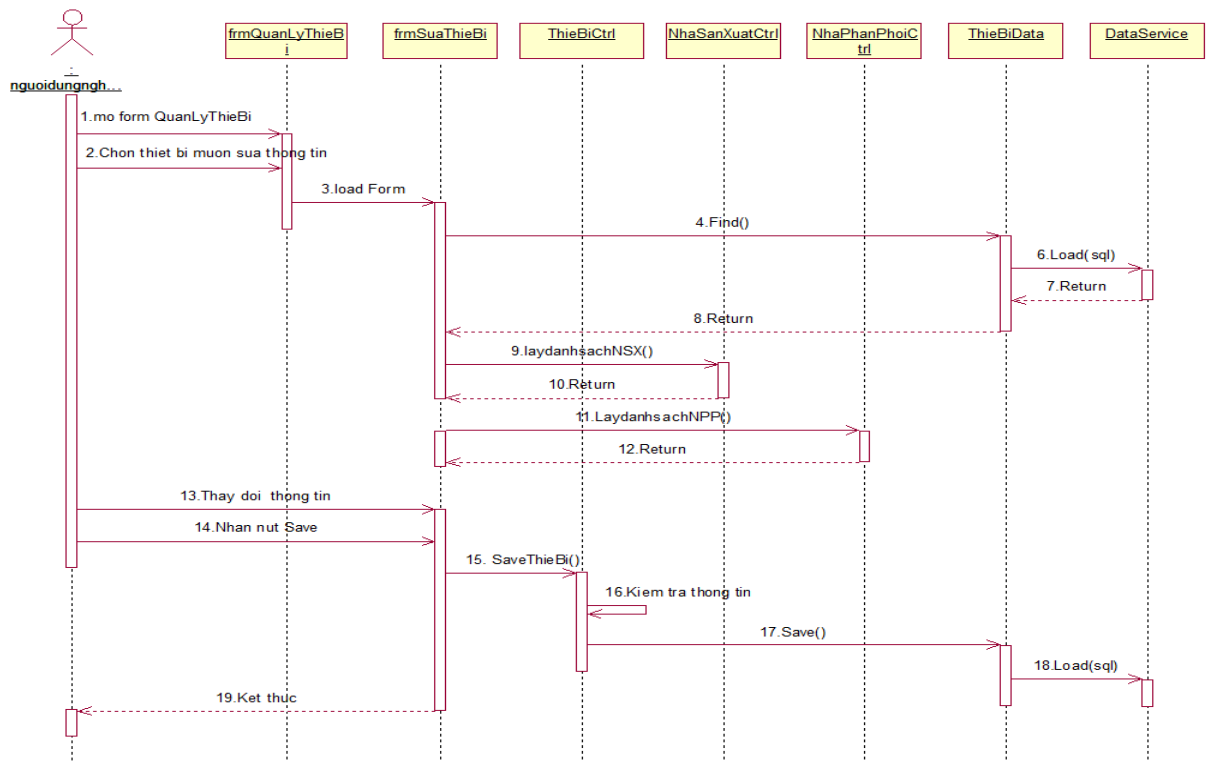 frmQuanLyThieB
i
frmSuaThieBi
ThieBiCtrl
NhaSanXuatCtrl
NhaPhanPhoiC
trl
ThieBiData
DataService
:
nguoidungngh...
1.mo form QuanLyThieBi
2.Chon thiet bi muon sua thong tin
3.load Form
4.Find()
6.Load(sql)
7.Return
8.Return
9.laydanhsachNSX()
10.Return
11.LaydanhsachNPP()
12.Return
13.Thay doi thong tin
14.Nhan nut Save
15. SaveThieBi()
16.Kiem tra thong tin
17.Save()
18.Load(sql)
19.Ket thuc